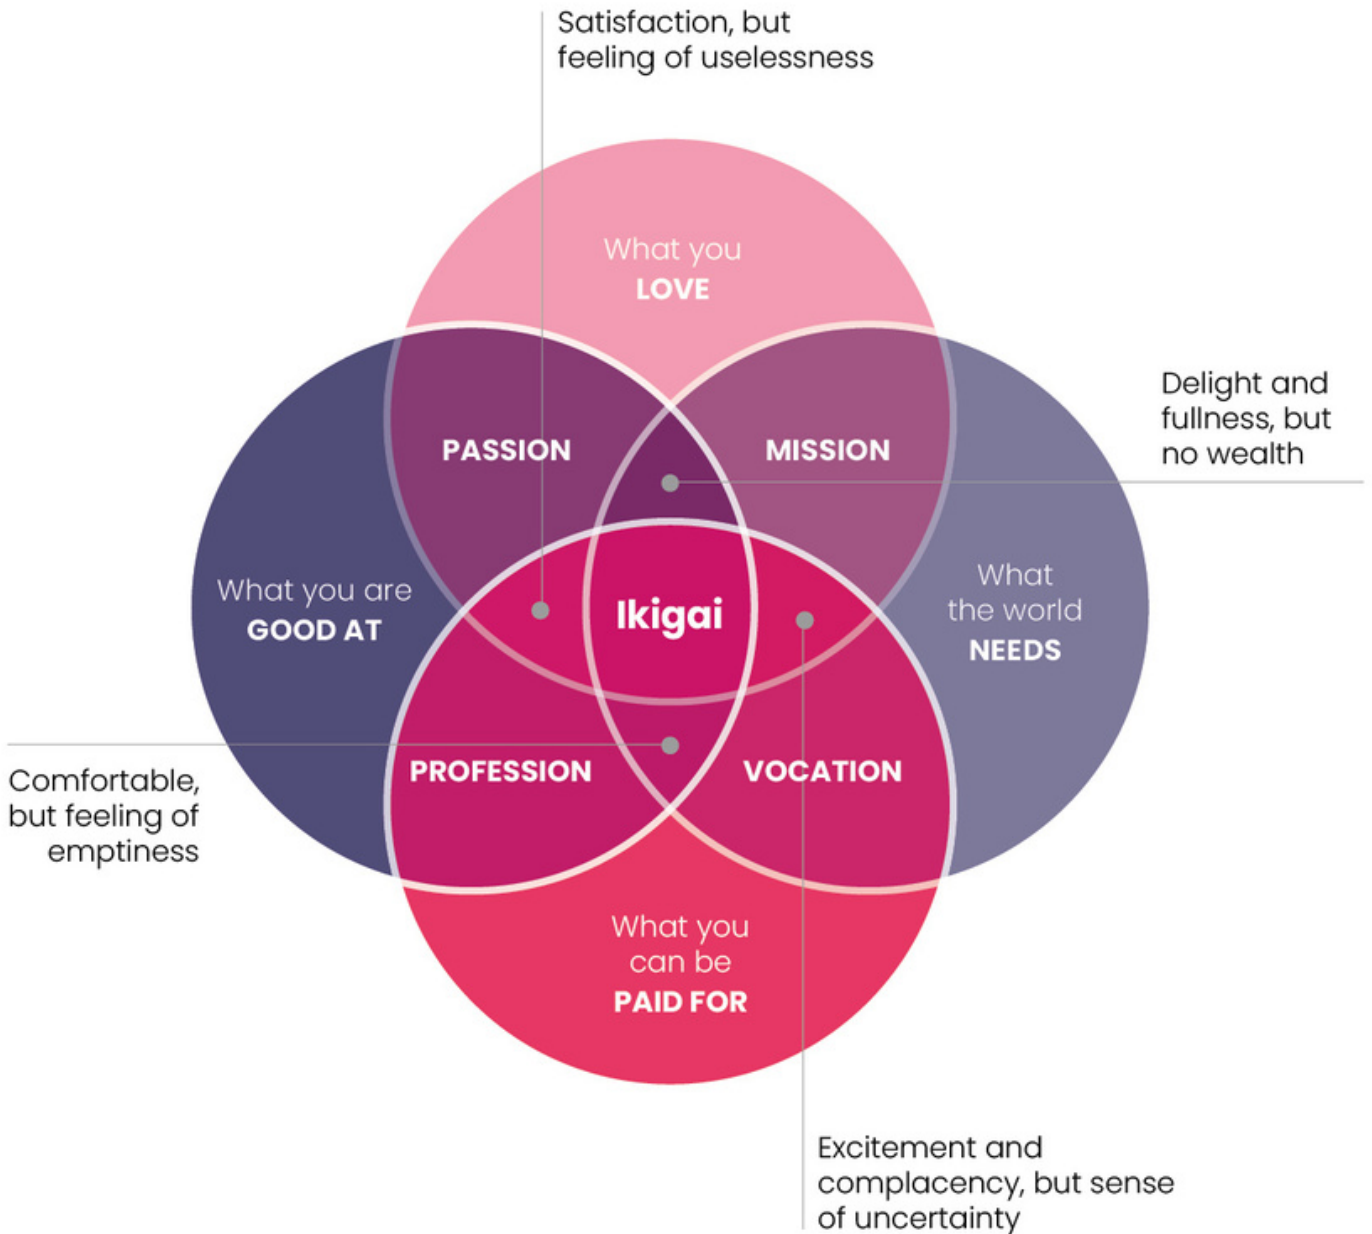 Satisfaction, but
feeling of uselessness
What you
LOVE
Delight and
fullness, but
no wealth
PASSION
MISSION
What you are
GOOD AT
Ikigai
What
the world
NEEDS
Comfortable,
but feeling of
emptiness
PROFESSION
VOCATION
What you
can be
PAID FOR
Excitement and
complacency, but sense
of uncertainty